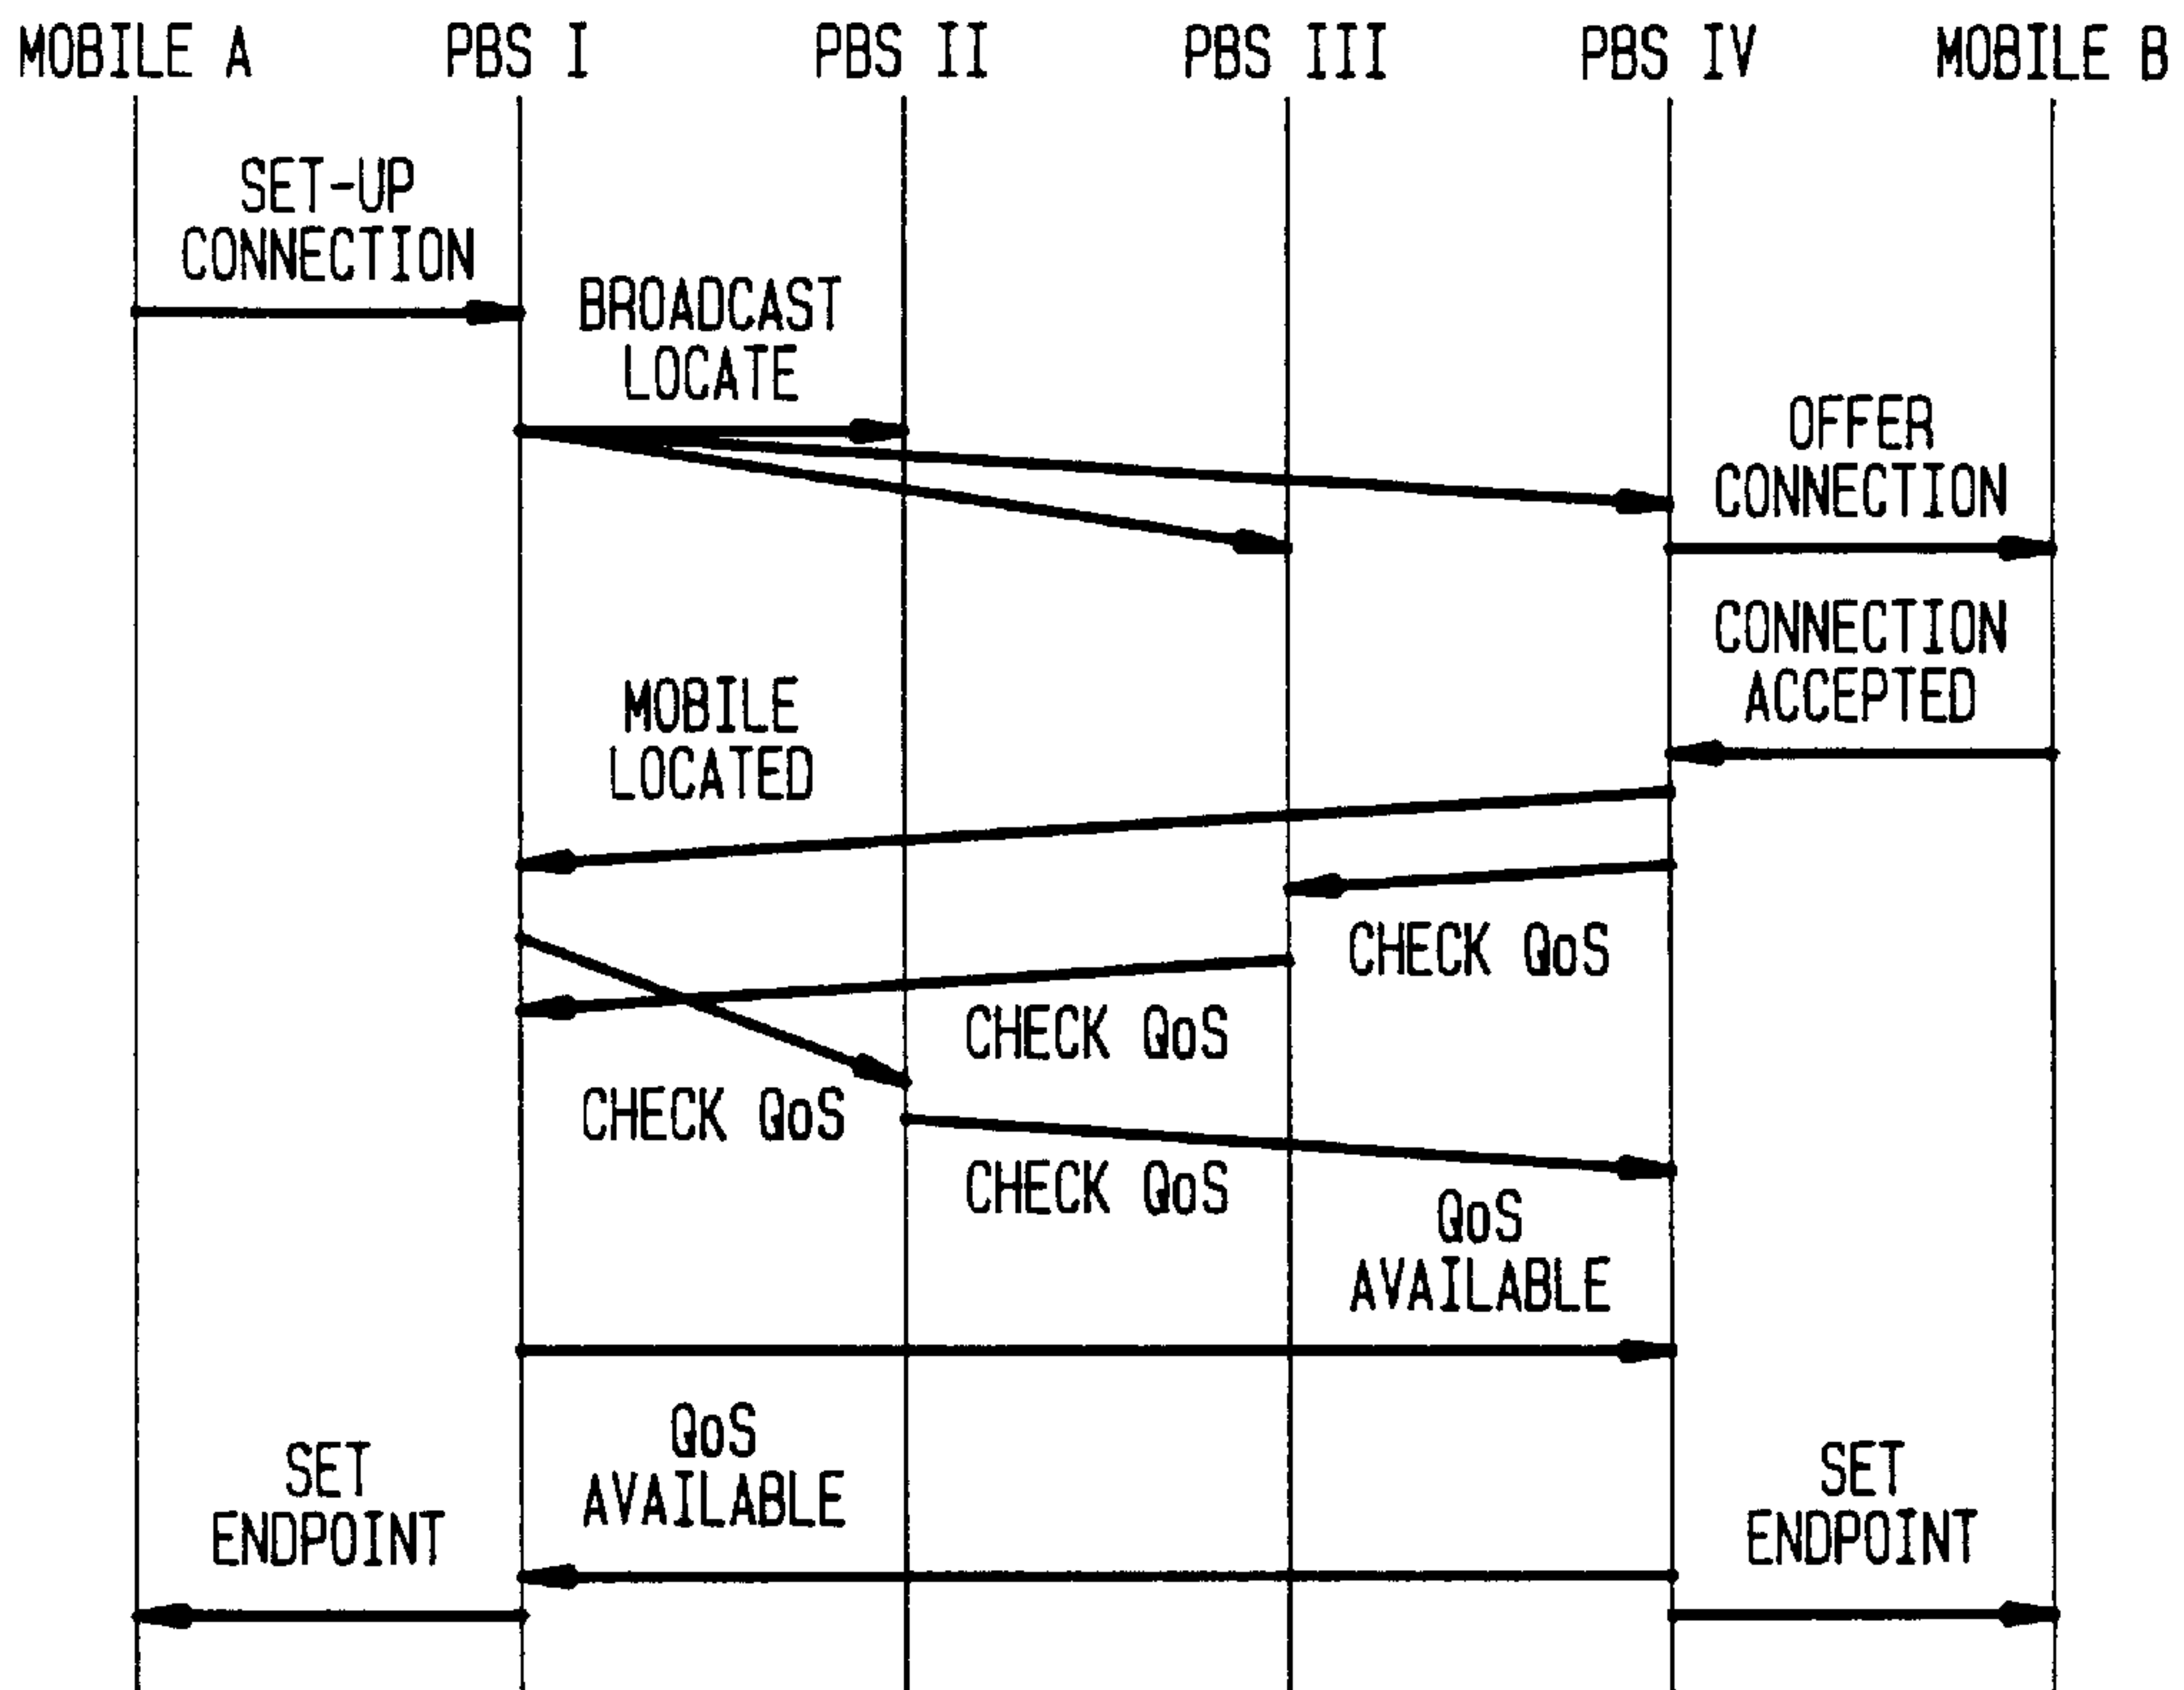 MOBILE A
PBS I
PBS II
PBS III
PBS IV
MOBILE B
SET-UP
CONNECTION
BROADCAST
LOCATE
OFFER
CONNECTION
CONNECTION
ACCEPTED
MOBILE
LOCATED
CHECK QoS
CHECK QoS
CHECK QoS
CHECK QoS
QoS
AVAILABLE
QoS
AVAILABLE
SET
ENDPOINT
SET
ENDPOINT